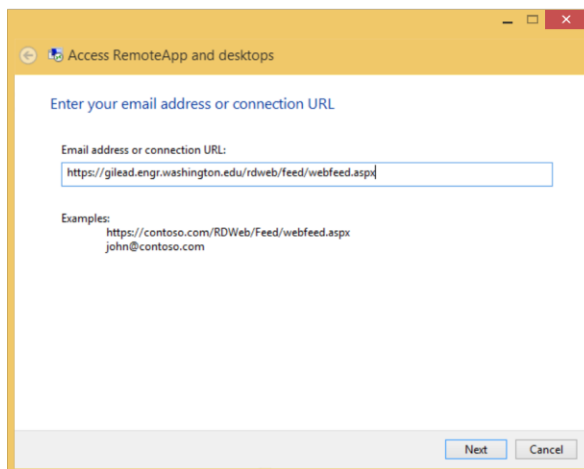 Access RemoteApp and desktops
Enter your email address or connection URL
Email address or connection URL:
https://gilead.engr.washington.edu/rdweb/feed/webfeed.aspx
Examples:
https://contoso.com/RDWeb/Feed/webfeed.aspx
john@contoso.com
Next Cancel